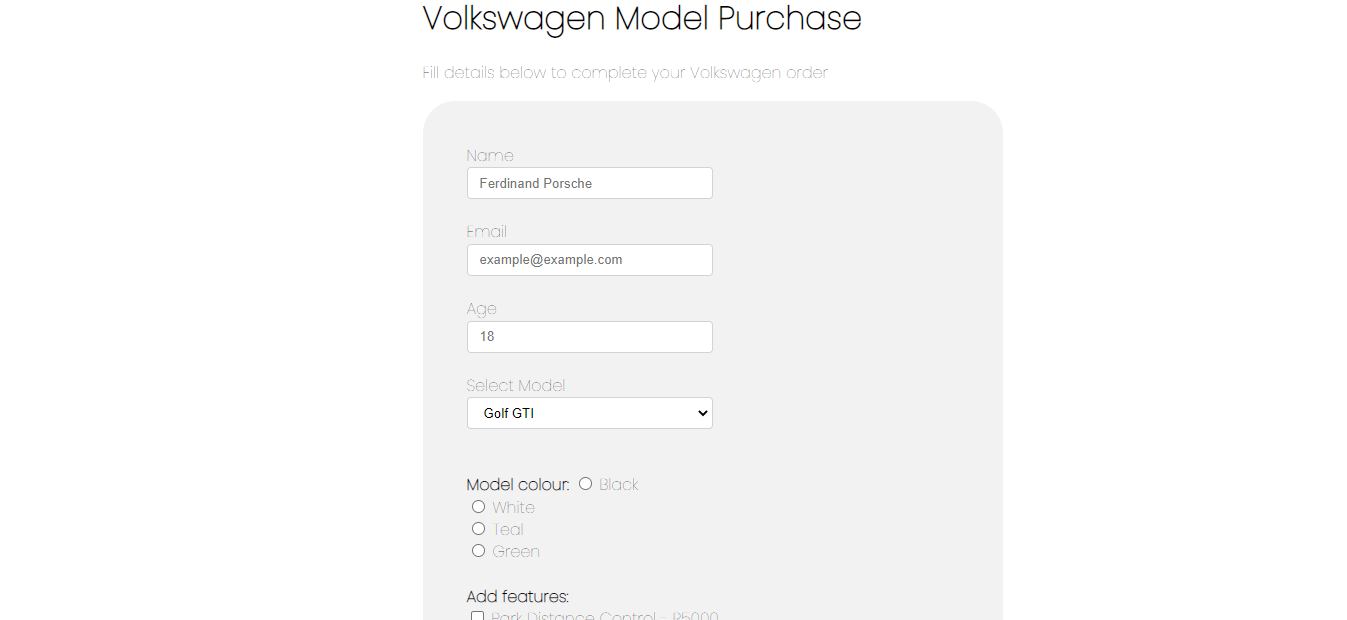 Volkswagen Model Purchase
Fill details below to complete your Volkswagen order
Name
Ferdinand Porsche
Email
example@example.com
Age
18
Select Model
Golf GTI
Model colour: Black
White
Teal
Green
Add features:
Park Distance Control - R5000